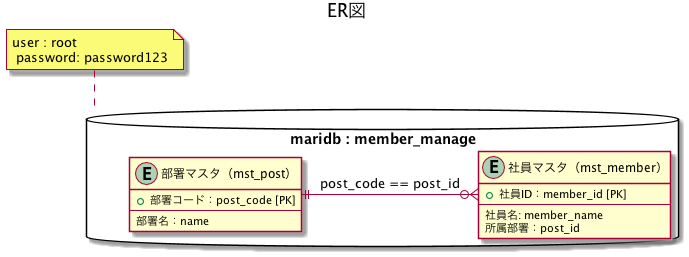 ER図
user : root
password: password123
maridb : member_manage
E 部署マスタ（mst_post）
部署コード：post_code [PK]
部署名：name
post_code == post_id
E 社員マスタ（mst_member）
社員ID：member_id [PK]
社員名: member_name
所属部署：post_id